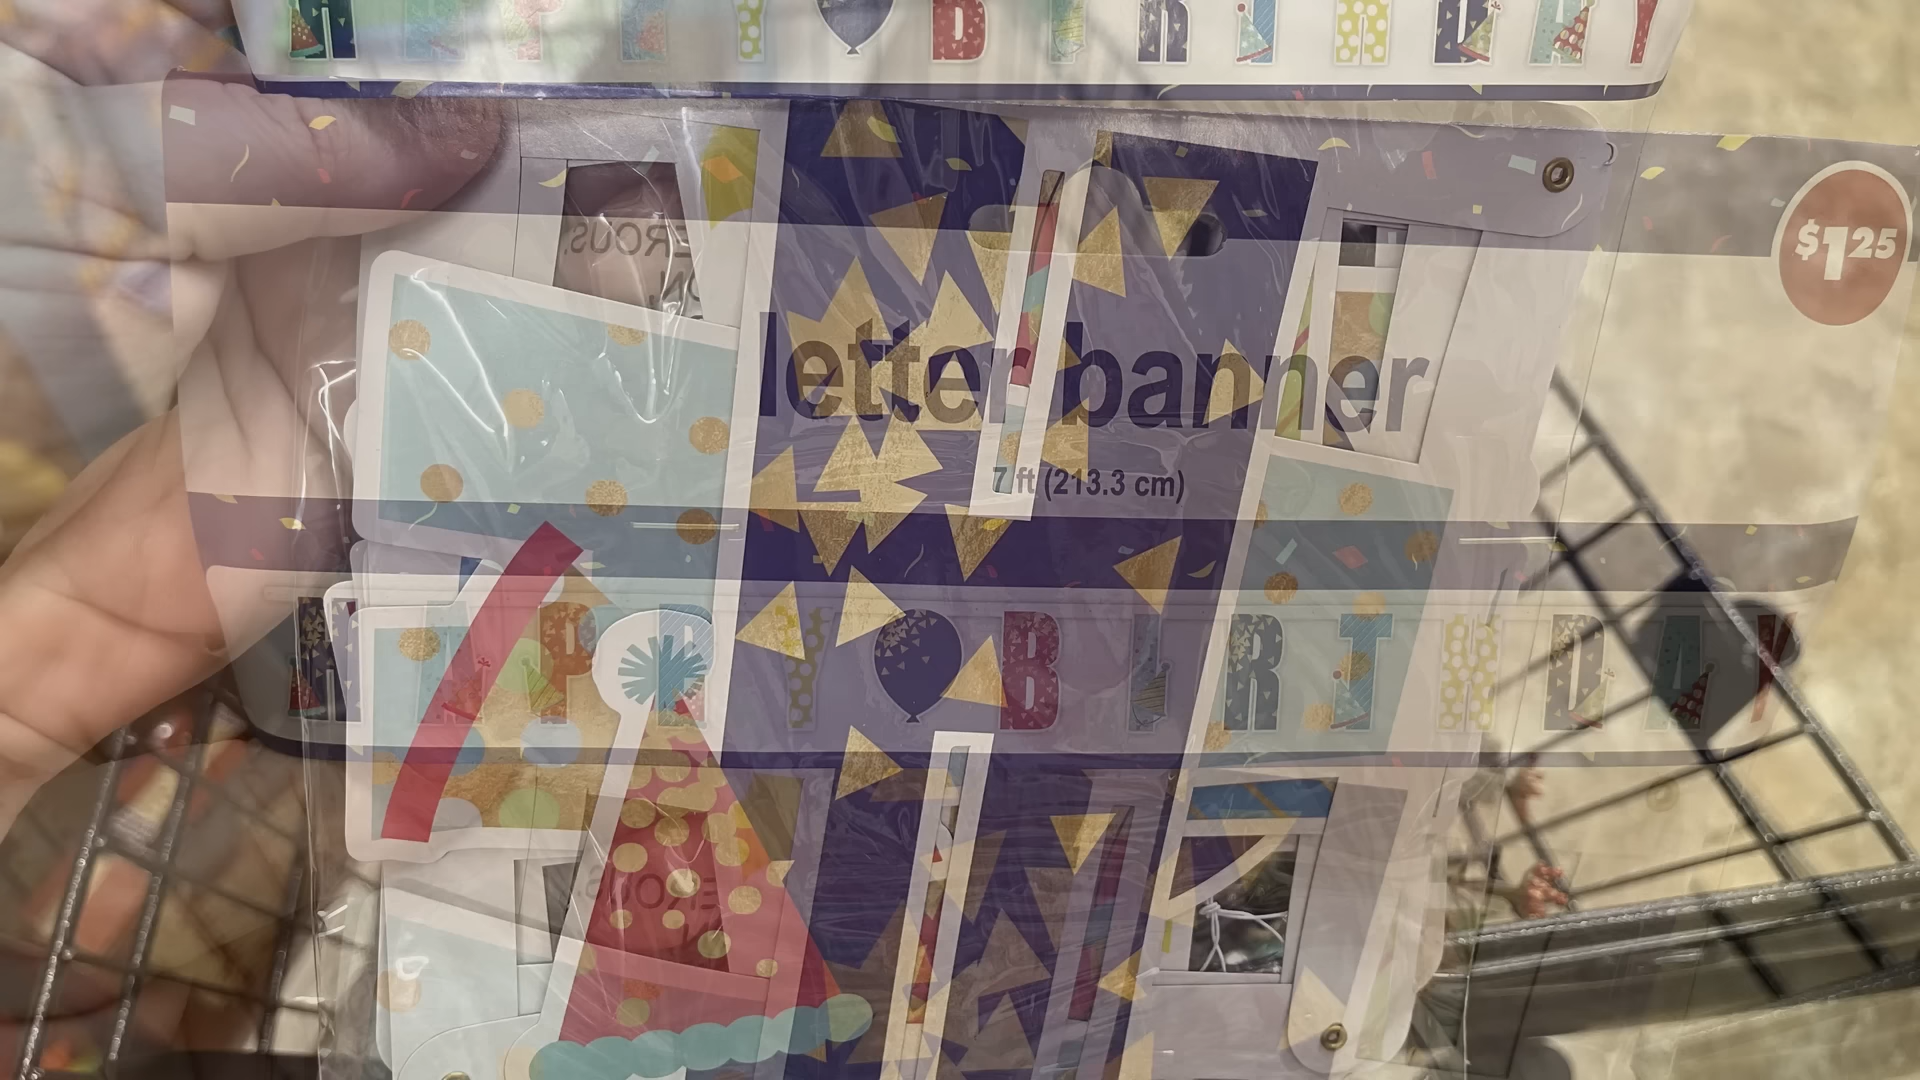 HAPPY BIRTHDAY
$1.25
letter banner
7 ft (213.3 cm)
HAPPY BIRTHDAY